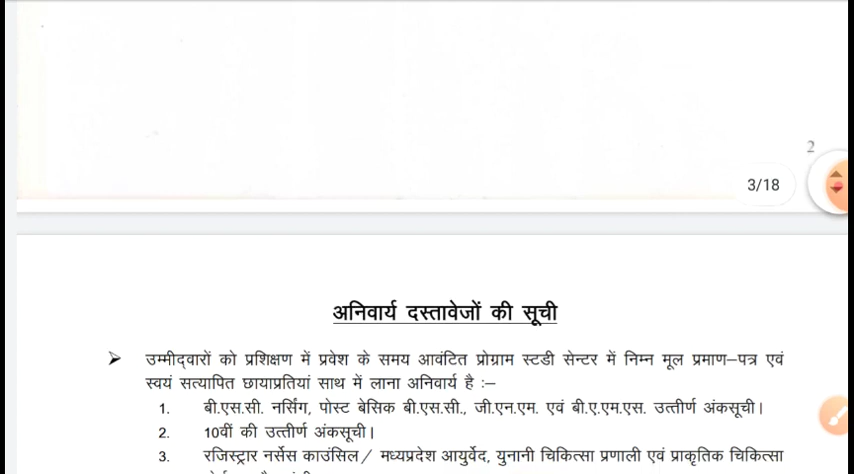 2
3/18
अनिवार्य दस्तावेजों की सूची
➤ उम्मीद्वारों को प्रशिक्षण में प्रवेश के समय आवंटित प्रोग्राम स्टडी सेन्टर में निम्न मूल प्रमाण–पत्र एवं
स्वयं सत्यापित छायाप्रतियां साथ में लाना अनिवार्य है :–
1. बी.एस.सी. नर्सिंग, पोस्ट बेसिक बी.एस.सी., जी.एन.एम. एवं बी.ए.एम.एस. उत्तीर्ण अंकसूची।
2. 10वीं की उत्तीर्ण अंकसूची।
3. रजिस्ट्रार नर्सेस काउंसिल/ मध्यप्रदेश आयुर्वेद, युनानी चिकित्सा प्रणाली एवं प्राकृतिक चिकित्सा